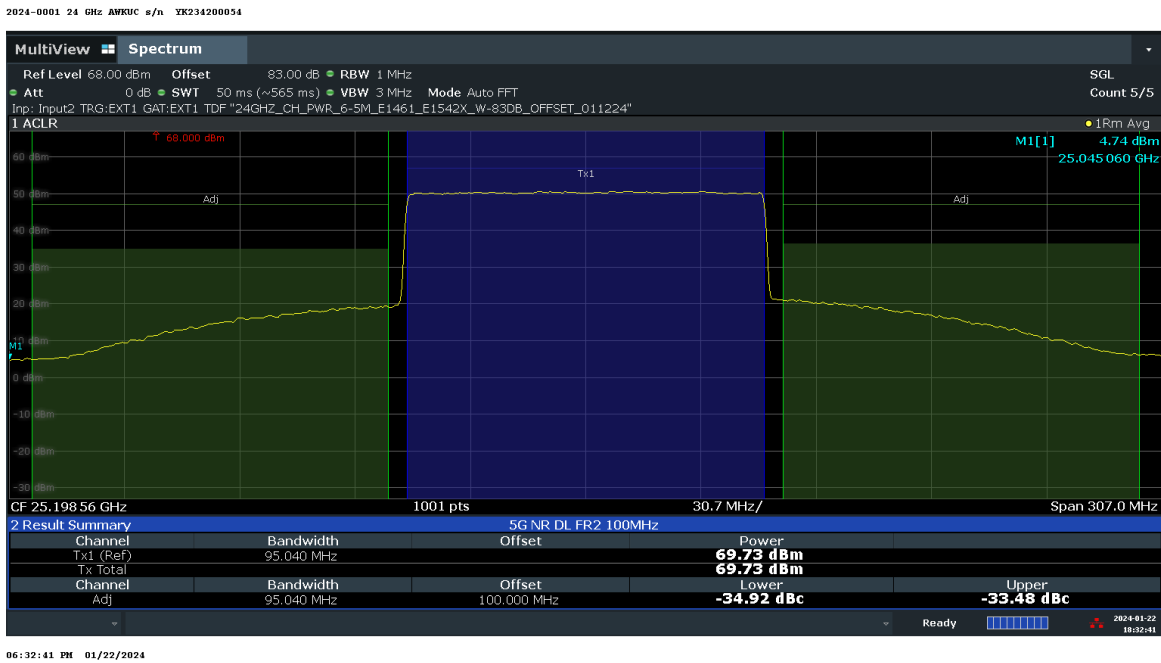 2024-0001 24 GHz AWKUC s/n YK234200054
MultiView Spectrum
Ref Level 68.00 dBm Offset 83.00 dB RBW 1 MHz SGL
Att 0 dB SWT 50 ms (~565 ms) VBW 3 MHz Mode Auto FFT Count 5/5
Inp: Input2 TRG:EXT1 GAT:EXT1 TDF "24GHZ_CH_PWR_6-5M_E1461_E1542X_W-83DB_OFFSET_011224"
1 ACLR 1Rm Avg
68.000 dBm M1[1] 4.74 dBm
25.045 060 GHz
60 dBm
Tx1
50 dBm
Adj Adj
40 dBm
30 dBm
20 dBm
10 dBm
M1
0 dBm
-10 dBm
-20 dBm
-30 dBm
CF 25.198 56 GHz 1001 pts 30.7 MHz/ Span 307.0 MHz
2 Result Summary 5G NR DL FR2 100MHz
Channel Bandwidth Offset Power
Tx1 (Ref) 95.040 MHz 69.73 dBm
Tx Total 69.73 dBm
Channel Bandwidth Offset Lower Upper
Adj 95.040 MHz 100.000 MHz -34.92 dBc -33.48 dBc
Ready 2024-01-22
18:32:41
06:32:41 PM 01/22/2024